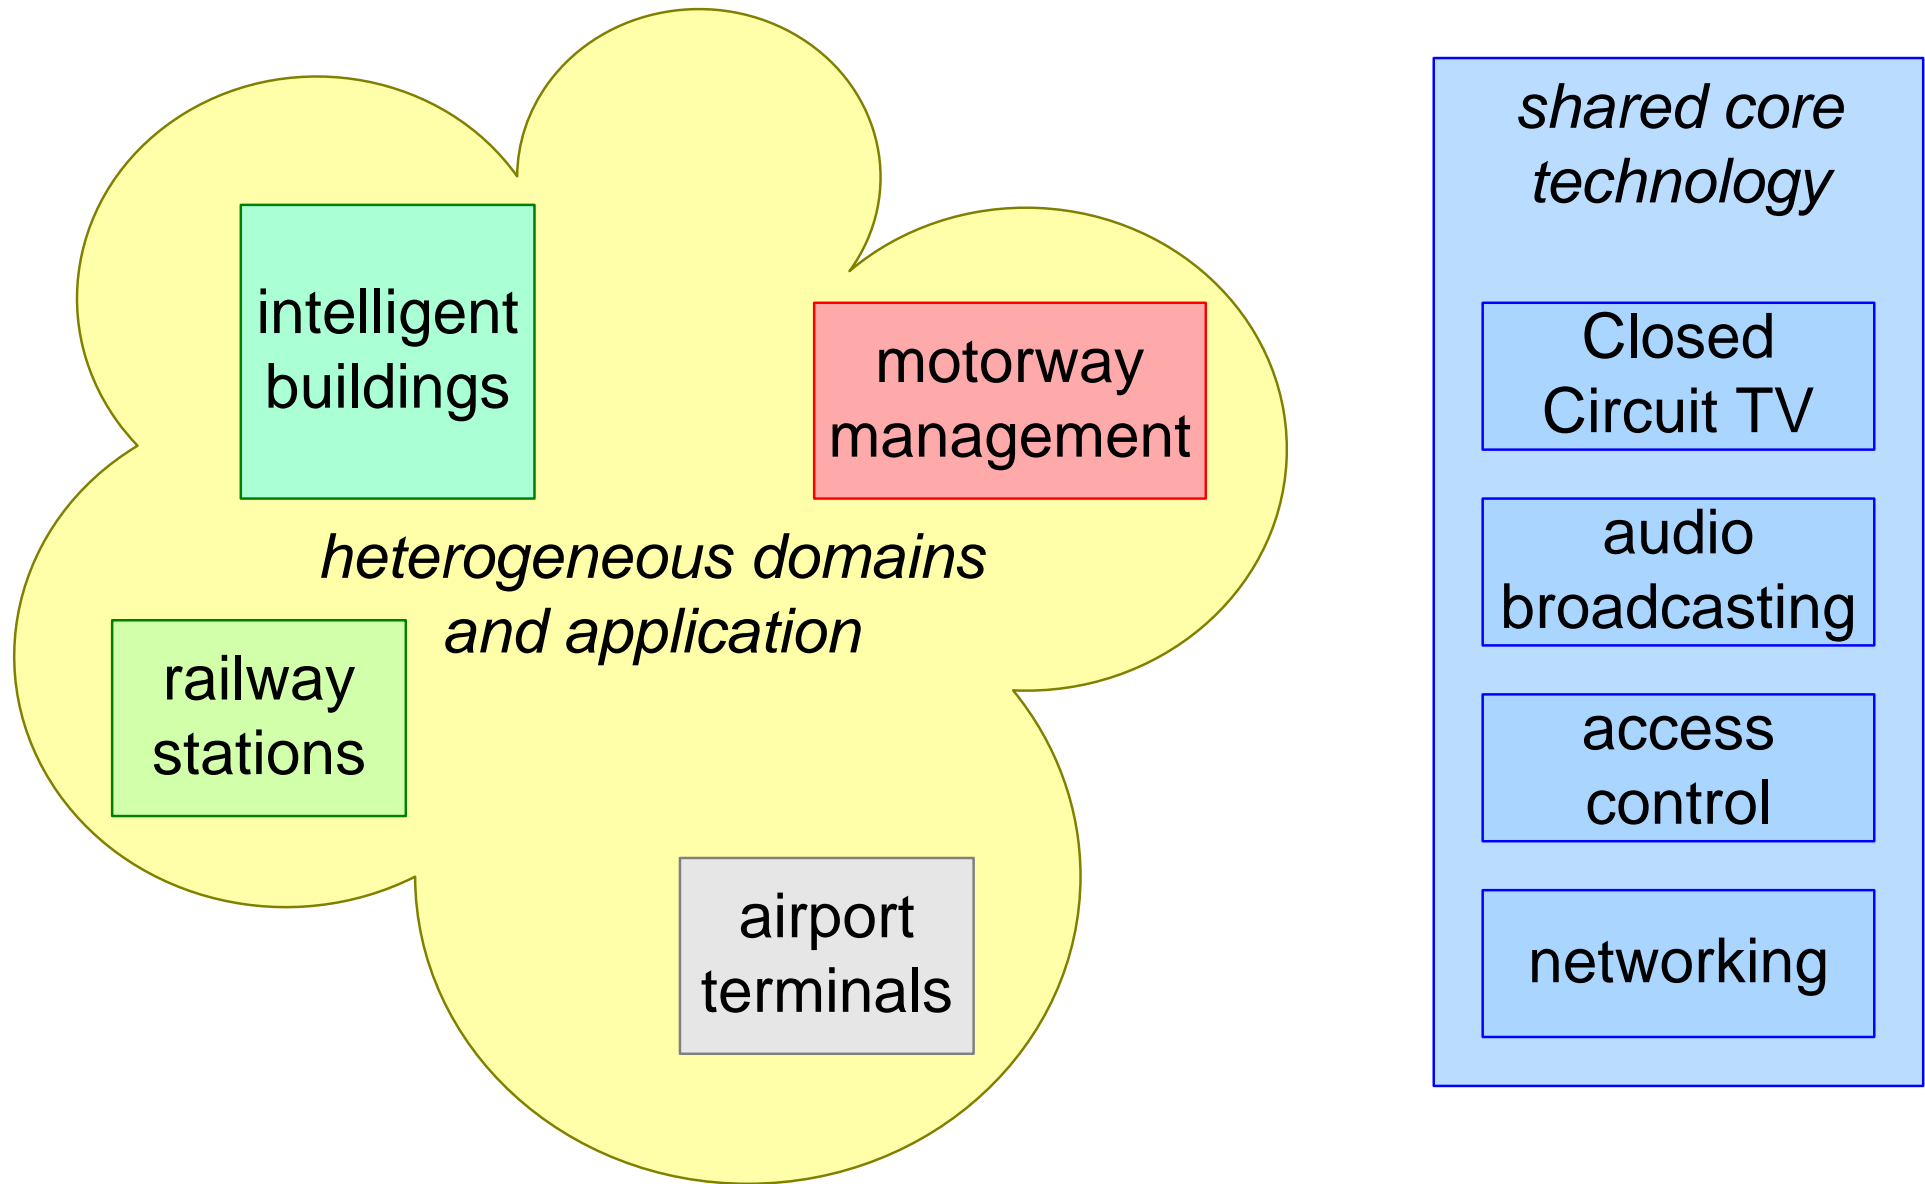 intelligent
buildings
motorway
management
heterogeneous domains
and application
railway
stations
airport
terminals
shared core
technology
Closed
Circuit TV
audio
broadcasting
access
control
networking